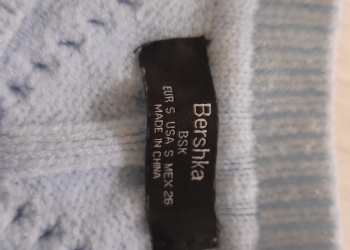 Bershka
BSK
EUR S USA S MEX 26
MADE IN CHINA